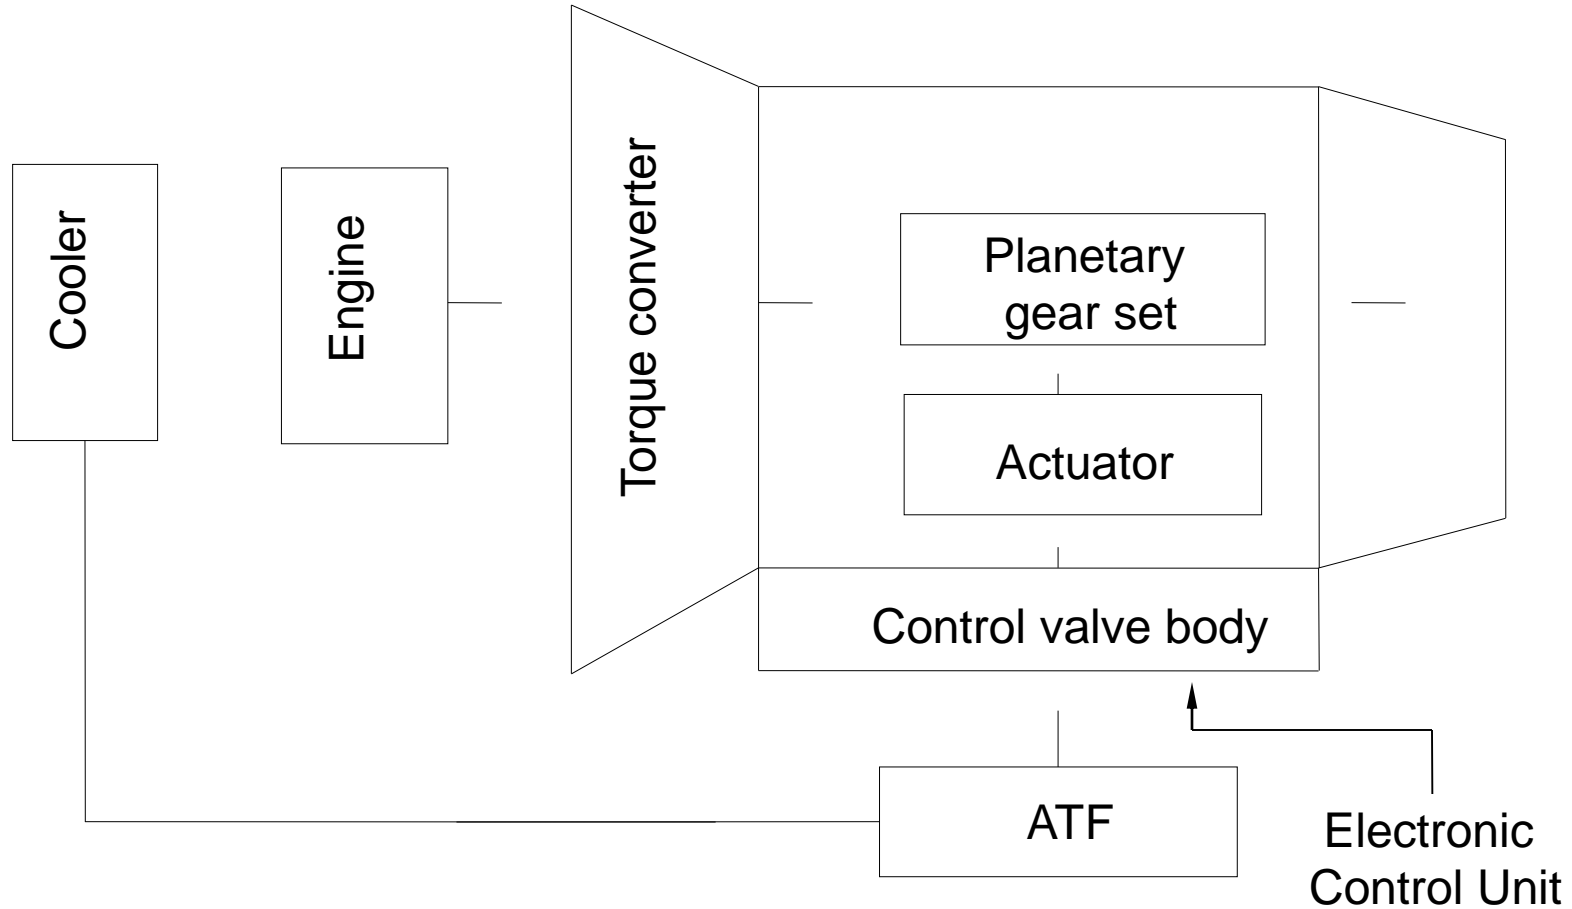 Cooler
Engine
Torque converter
Planetary
gear set
Actuator
Control valve body
ATF
Electronic
Control Unit